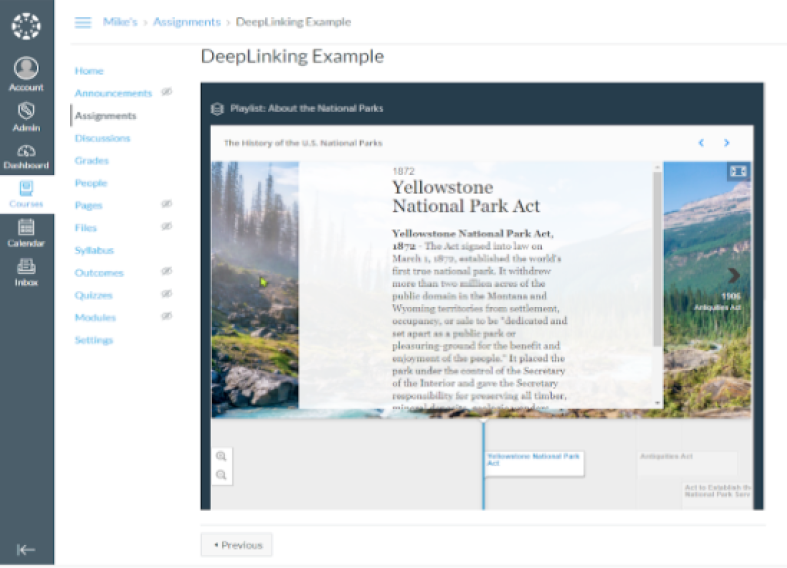 Mike's > Assignments > DeepLinking Example
DeepLinking Example
Account
Admin
Dashboard
Courses
Calendar
Inbox
Home
Announcements
Assignments
Discussions
Grades
People
Pages
Files
Syllabus
Outcomes
Quizzes
Modules
Settings
Playlist: About the National Parks
The History of the U.S. National Parks
1872
Yellowstone
National Park Act
Yellowstone National Park Act,
1872 - The Act signed into law on
March 1, 1872, established the world's
first true national park. It withdrew
more than two million acres of the
public domain in the Montana and
Wyoming territories from settlement,
occupancy, or sale to be "dedicated and
set apart as a public park or
pleasuring-ground for the benefit and
enjoyment of the people." It placed the
park under the control of the Secretary
of the Interior and gave the Secretary
responsibility for preserving all timber,
mineral deposits, geologic wonders,
1906
Antiquities Act
Yellowstone National Park
Act
Antiquities Act
Act to Establish th
National Park Serv
Previous